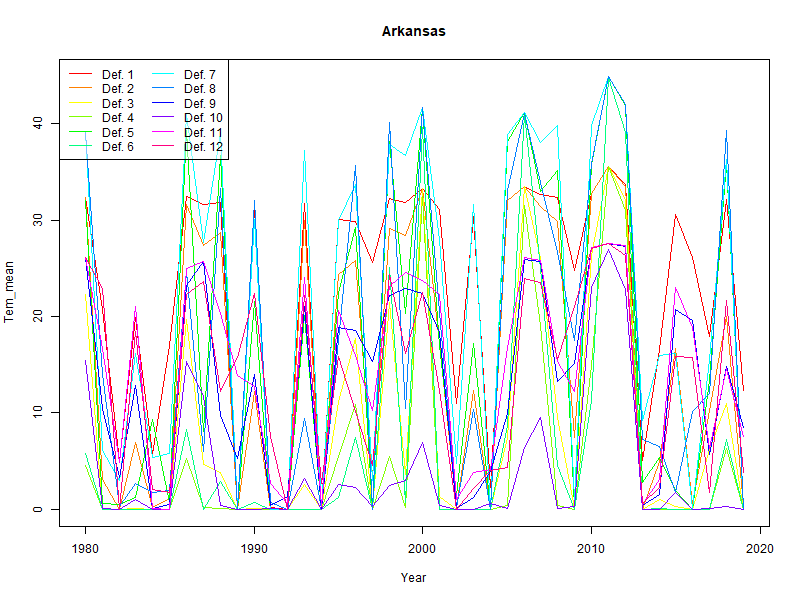 Arkansas
Def. 1 Def. 7
Def. 2 Def. 8
Def. 3 Def. 9
Def. 4 Def. 10
Def. 5 Def. 11
Def. 6 Def. 12
Tern_mean
0 10 20 30 40
1980 1990 2000 2010 2020
Year